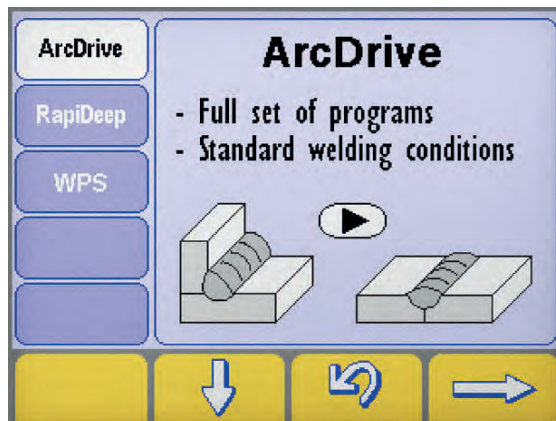 ArcDrive
RapiDeep
WPS
ArcDrive
- Full set of programs
- Standard welding conditions